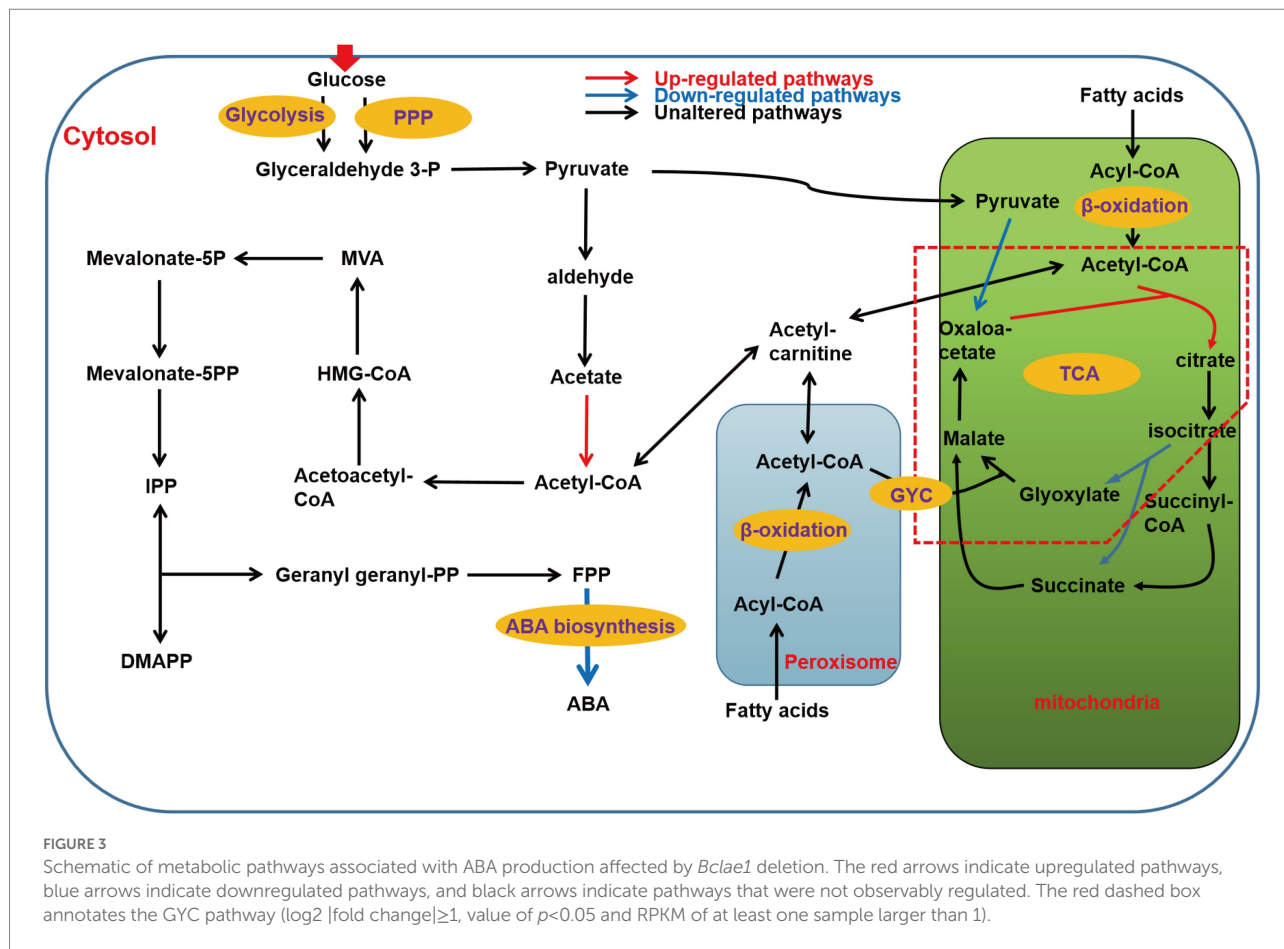 Glucose
Glycolysis
PPP
Cytosol
Glyceraldehyde 3-P
Pyruvate
Up-regulated pathways
Down-regulated pathways
Unaltered pathways
Fatty acids
Acyl-CoA
β-oxidation
Pyruvate
Acetyl-CoA
Mevalonate-5P
MVA
aldehyde
Mevalonate-5PP
HMG-CoA
Acetate
Acetyl-
carnitine
Oxaloa-
cetate
TCA
citrate
isocitrate
Malate
Glyoxylate
Succinyl-
CoA
Succinate
IPP
Acetoacetyl-
CoA
Acetyl-CoA
Acetyl-CoA
GYC
β-oxidation
Acyl-CoA
Peroxisome
Fatty acids
mitochondria
Geranyl geranyl-PP
FPP
ABA biosynthesis
DMAPP
ABA
FIGURE 3
Schematic of metabolic pathways associated with ABA production affected by Bclae1 deletion. The red arrows indicate upregulated pathways,
blue arrows indicate downregulated pathways, and black arrows indicate pathways that were not observably regulated. The red dashed box
annotates the GYC pathway (log2 |fold change|≥1, value of p<0.05 and RPKM of at least one sample larger than 1).